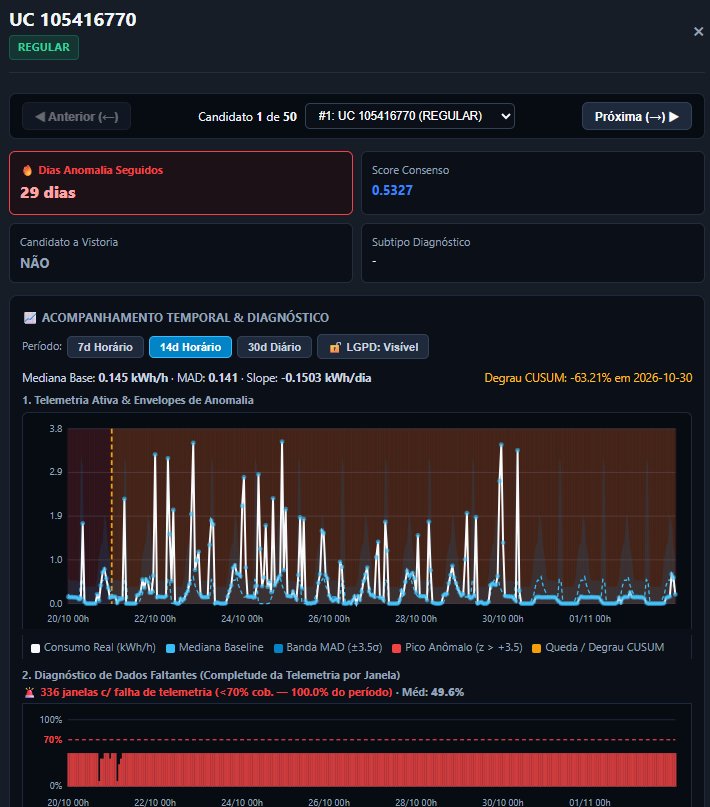 UC 105416770
REGULAR
✕
◀ Anterior (←)
Candidato 1 de 50
#1: UC 105416770 (REGULAR)
Próxima (→) ▶
🔥 Dias Anomalia Seguidos
29 dias
Score Consenso
0.5327
Candidato a Vistoria
NÃO
Subtipo Diagnóstico
-
📈 ACOMPANHAMENTO TEMPORAL & DIAGNÓSTICO
Período: 7d Horário 14d Horário 30d Diário 🔓 LGPD: Visível
Mediana Base: 0.145 kWh/h · MAD: 0.141 · Slope: -0.1503 kWh/dia
Degrau CUSUM: -63.21% em 2026-10-30
1. Telemetria Ativa & Envelopes de Anomalia
3.8
2.9
1.9
1.0
0.0
20/10 00h 22/10 00h 24/10 00h 26/10 00h 28/10 00h 30/10 00h 01/11 00h
Consumo Real (kWh/h) Mediana Baseline Banda MAD (±3.5σ) Pico Anômalo (z > +3.5) Queda / Degrau CUSUM
2. Diagnóstico de Dados Faltantes (Completude da Telemetria por Janela)
🚨 336 janelas c/ falha de telemetria (<70% cob. — 100.0% do período) · Méd: 49.6%
100%
70%
0%
20/10 00h 22/10 00h 24/10 00h 26/10 00h 28/10 00h 30/10 00h 01/11 00h